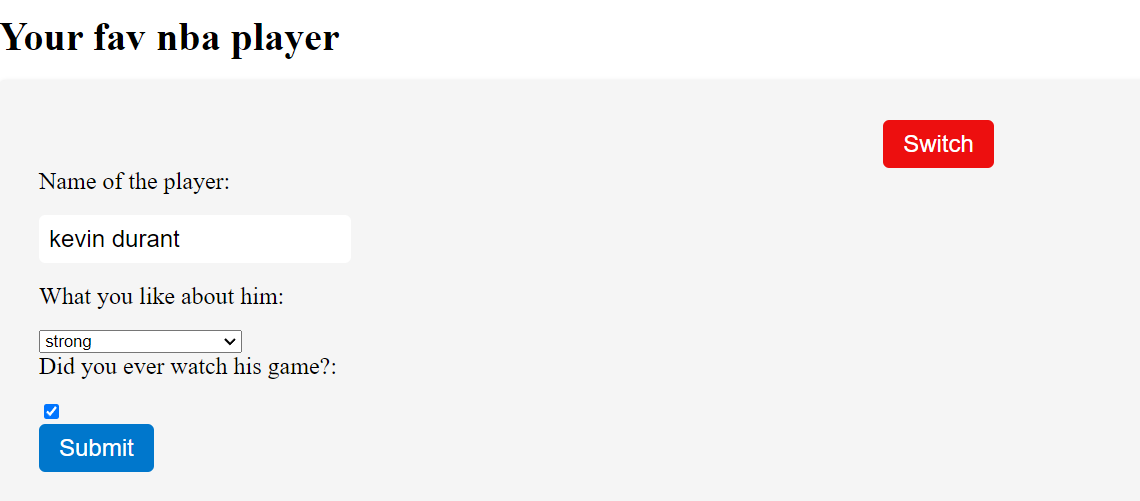 Your fav nba player
Switch
Name of the player:
kevin durant
What you like about him:
strong
Did you ever watch his game?:
Submit